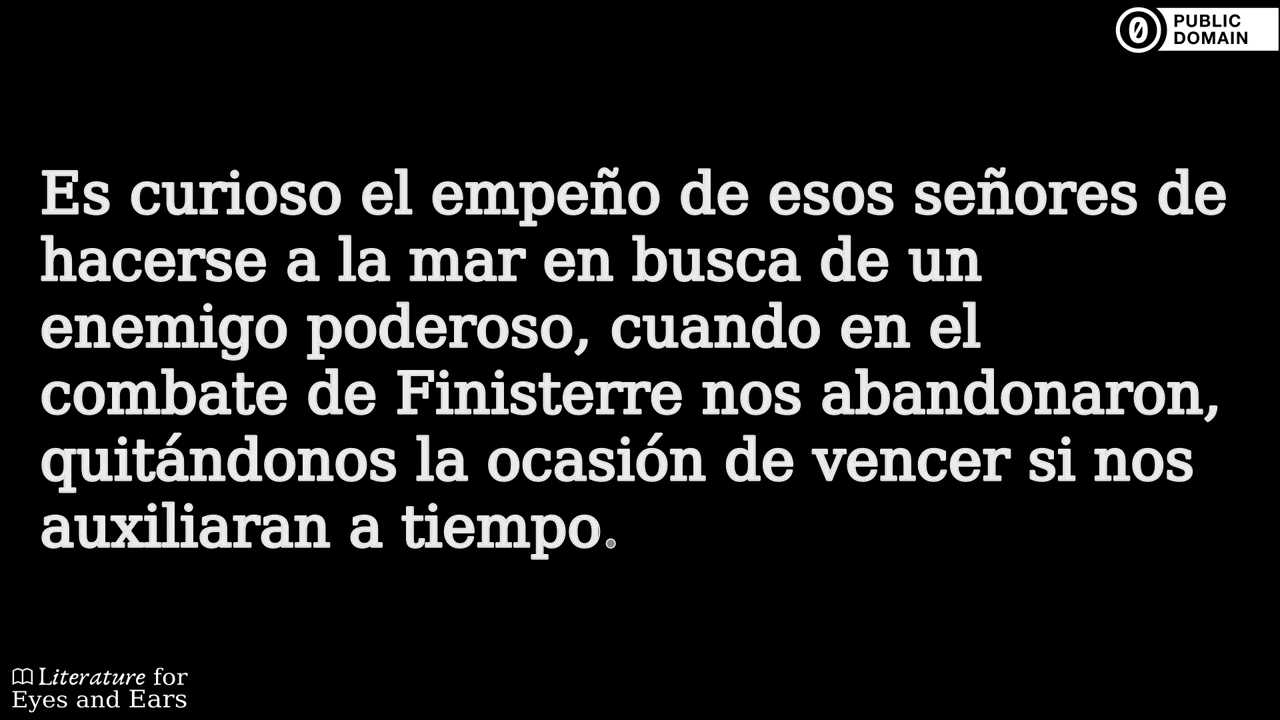 PUBLIC
DOMAIN
Es curioso el empeño de esos señores de
hacerse a la mar en busca de un
enemigo poderoso, cuando en el
combate de Finisterre nos abandonaron,
quitándonos la ocasión de vencer si nos
auxiliaran a tiempo.
Literature for
Eyes and Ears